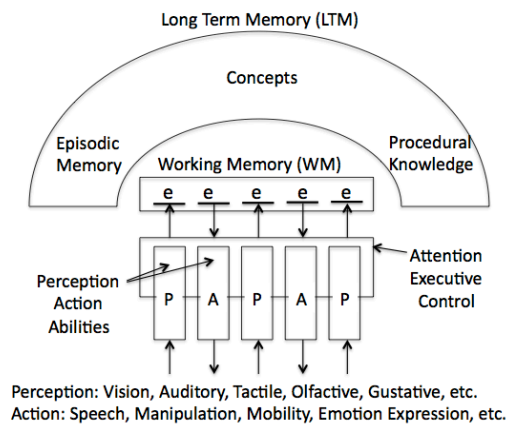 Long Term Memory (LTM)
Concepts
Episodic
Memory
Procedural
Knowledge
Working Memory (WM)
e e e e e
Perception
Action
Abilities
Attention
Executive
Control
P A P A P
Perception: Vision, Auditory, Tactile, Olfactive, Gustative, etc.
Action: Speech, Manipulation, Mobility, Emotion Expression, etc.